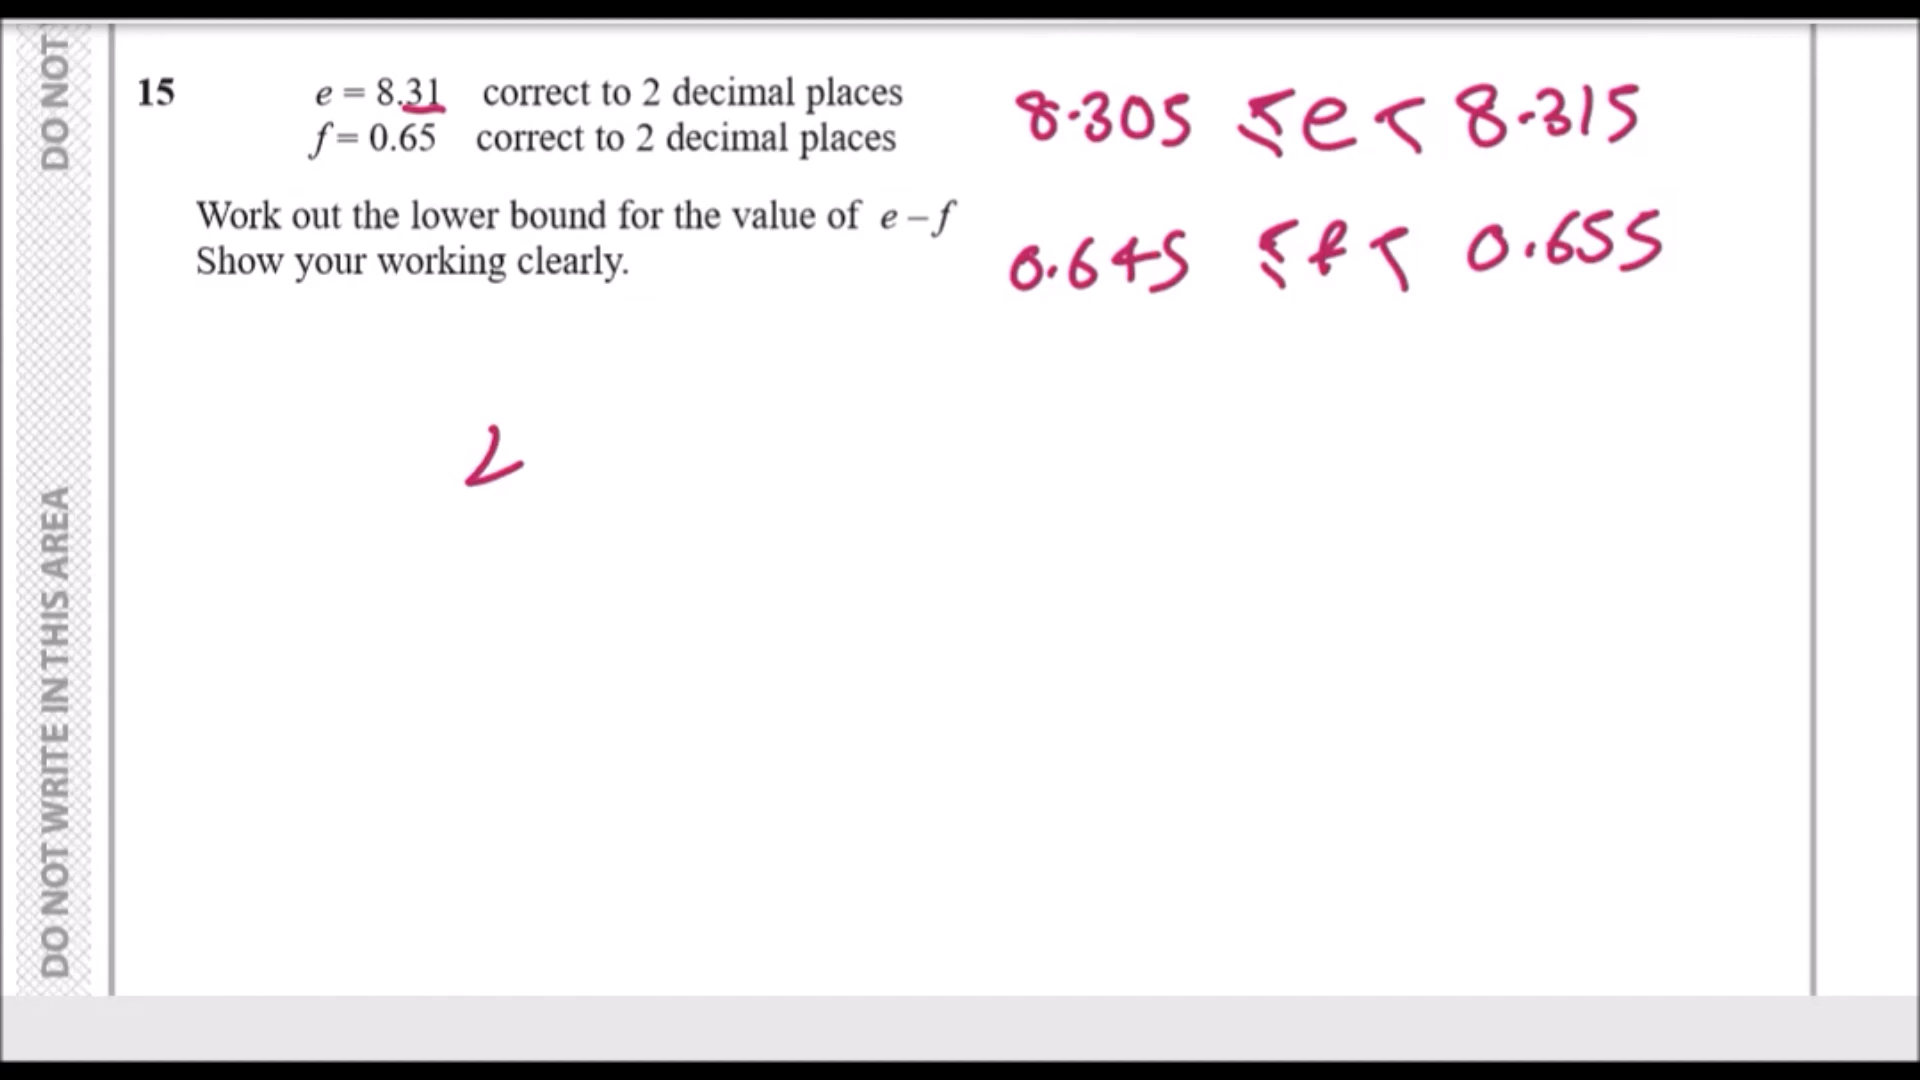 DO NOT
DO NOT WRITE IN THIS AREA
15 e = 8.31 correct to 2 decimal places
f = 0.65 correct to 2 decimal places
Work out the lower bound for the value of e – f
Show your working clearly.
8.305 ≤ e < 8.315
0.645 ≤ f < 0.655
L